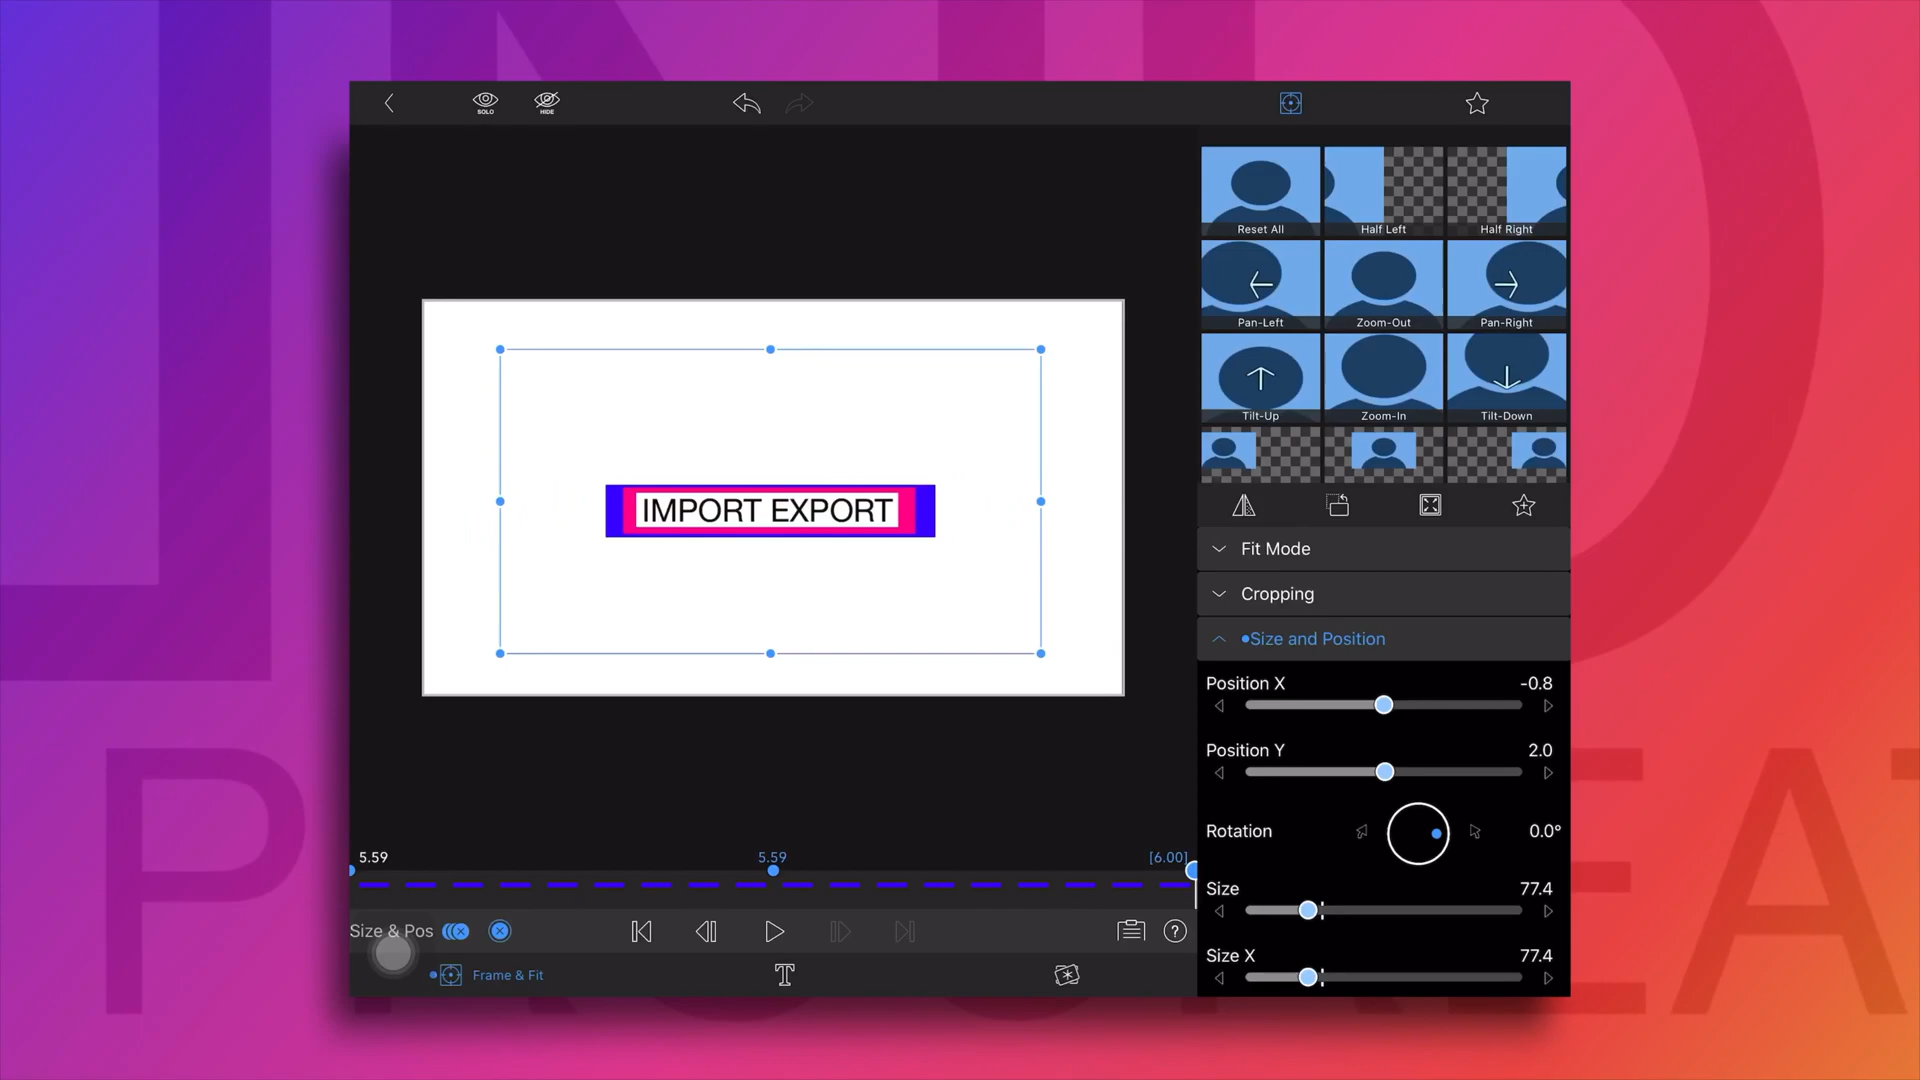 SOLO
HIDE
Reset All
Half Left
Half Right
Pan-Left
Zoom-Out
Pan-Right
Tilt-Up
Zoom-In
Tilt-Down
IMPORT EXPORT
Fit Mode
Cropping
Size and Position
Position X -0.8
Position Y 2.0
Rotation 0.0°
Size 77.4
Size X 77.4
5.59 5.59 [6.00]
Size & Pos
Frame & Fit